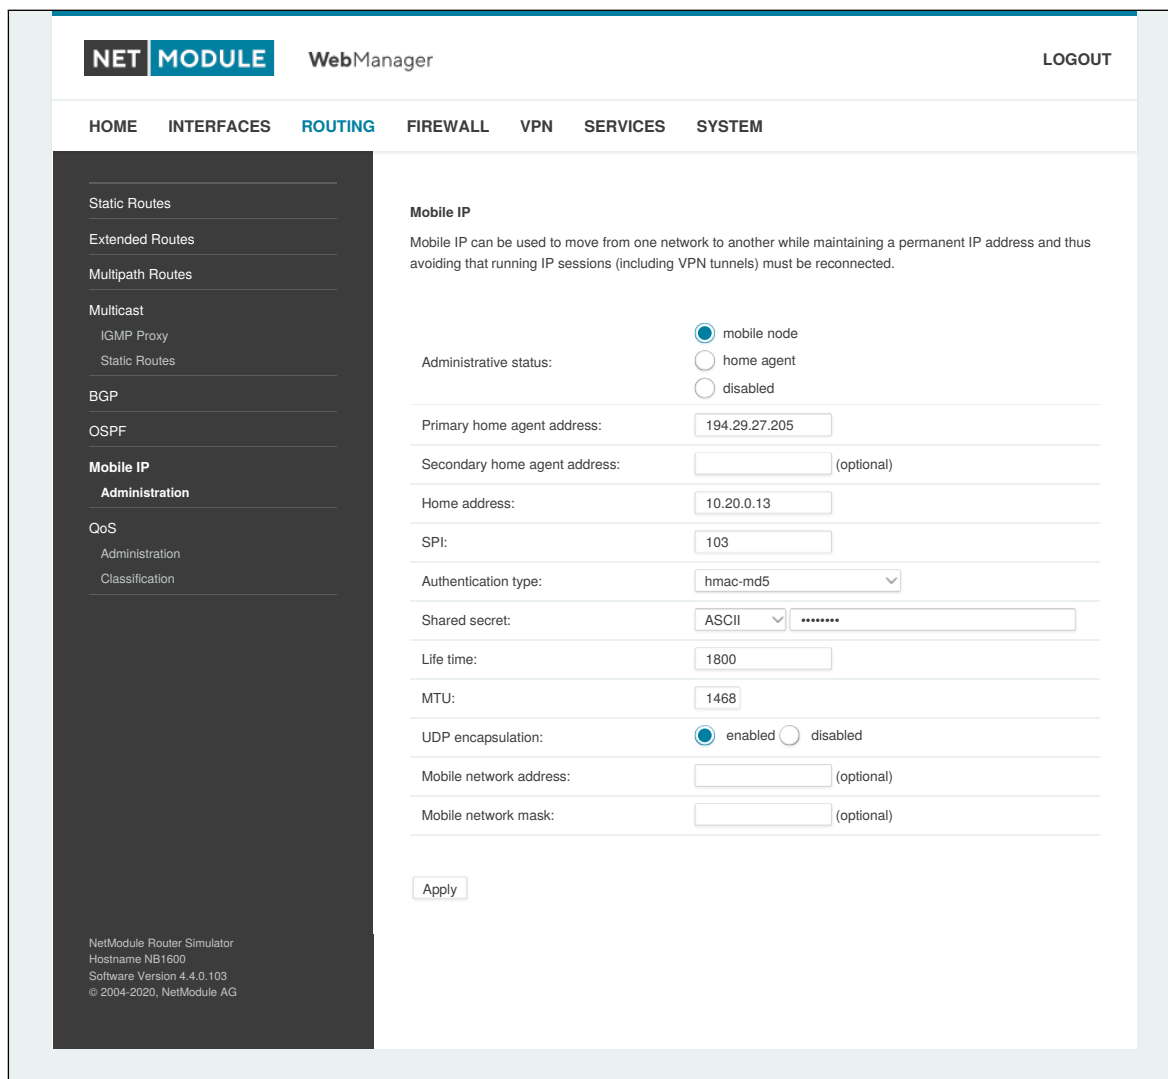 NET MODULE WebManager LOGOUT
HOME INTERFACES ROUTING FIREWALL VPN SERVICES SYSTEM
Static Routes
Extended Routes
Multipath Routes
Multicast
IGMP Proxy
Static Routes
BGP
OSPF
Mobile IP
Administration
QoS
Administration
Classification
NetModule Router Simulator
Hostname NB1600
Software Version 4.4.0.103
© 2004-2020, NetModule AG
Mobile IP
Mobile IP can be used to move from one network to another while maintaining a permanent IP address and thus
avoiding that running IP sessions (including VPN tunnels) must be reconnected.
Administrative status:
mobile node
home agent
disabled
Primary home agent address: 194.29.27.205
Secondary home agent address: (optional)
Home address: 10.20.0.13
SPI: 103
Authentication type: hmac-md5
Shared secret: ASCII ••••••••
Life time: 1800
MTU: 1468
UDP encapsulation: enabled disabled
Mobile network address: (optional)
Mobile network mask: (optional)
Apply